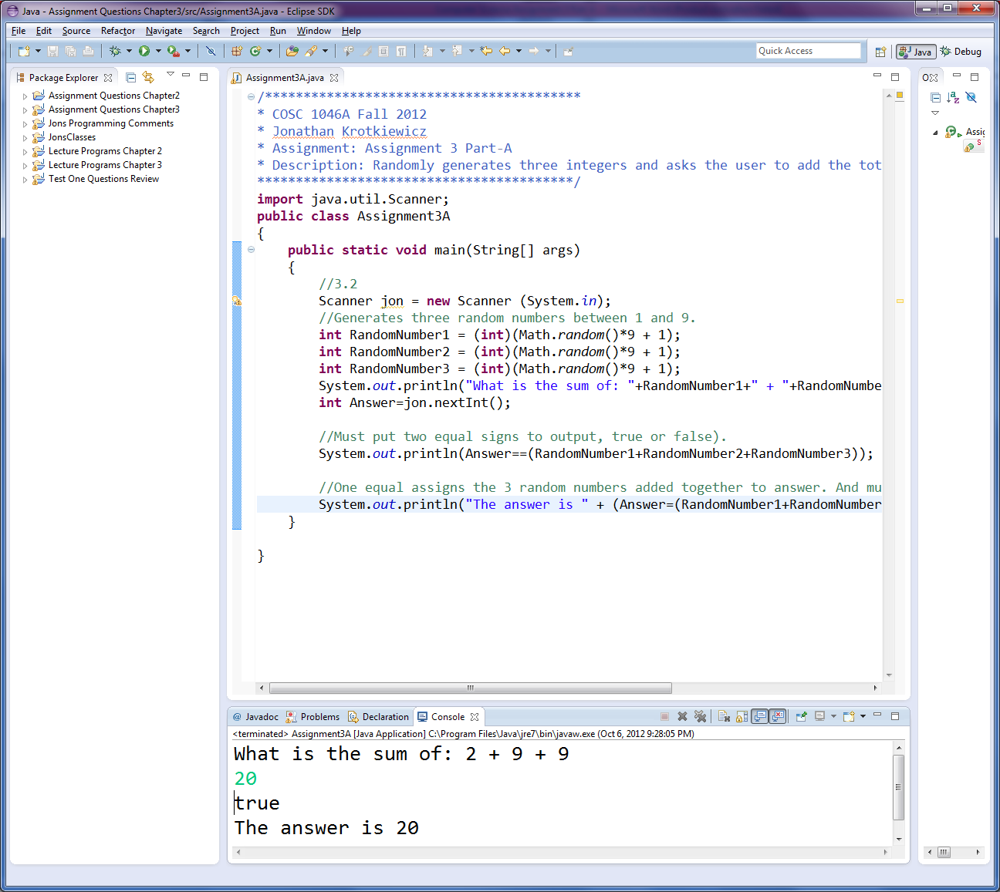 Java - Assignment Questions Chapter3/src/Assignment3A.java - Eclipse SDK
File Edit Source Refactor Navigate Search Project Run Window Help
Quick Access
Java
Debug
Package Explorer
Assignment Questions Chapter2
Assignment Questions Chapter3
Jons Programming Comments
JonsClasses
Lecture Programs Chapter 2
Lecture Programs Chapter 3
Test One Questions Review
Assignment3A.java
/*****************************************
* COSC 1046A Fall 2012
* Jonathan Krotkiewicz
* Assignment: Assignment 3 Part-A
* Description: Randomly generates three integers and asks the user to add the tot
*****************************************/
import java.util.Scanner;
public class Assignment3A
{
public static void main(String[] args)
{
//3.2
Scanner jon = new Scanner (System.in);
//Generates three random numbers between 1 and 9.
int RandomNumber1 = (int)(Math.random()*9 + 1);
int RandomNumber2 = (int)(Math.random()*9 + 1);
int RandomNumber3 = (int)(Math.random()*9 + 1);
System.out.println("What is the sum of: "+RandomNumber1+" + "+RandomNumbe
int Answer=jon.nextInt();
//Must put two equal signs to output, true or false).
System.out.println(Answer==(RandomNumber1+RandomNumber2+RandomNumber3));
//One equal assigns the 3 random numbers added together to answer. And mu
System.out.println("The answer is " + (Answer=(RandomNumber1+RandomNumber
}
}
O
Assig
S
@ Javadoc Problems Declaration Console
<terminated> Assignment3A [Java Application] C:\Program Files\Java\jre7\bin\javaw.exe (Oct 6, 2012 9:28:05 PM)
What is the sum of: 2 + 9 + 9
20
true
The answer is 20